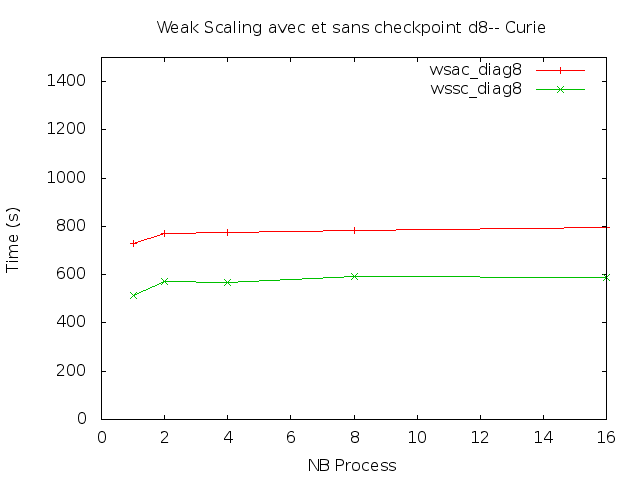 Weak Scaling avec et sans checkpoint d8-- Curie
wsac_diag8
wssc_diag8
1400
1200
1000
800
600
400
200
0
Time (s)
0 2 4 6 8 10 12 14 16
NB Process